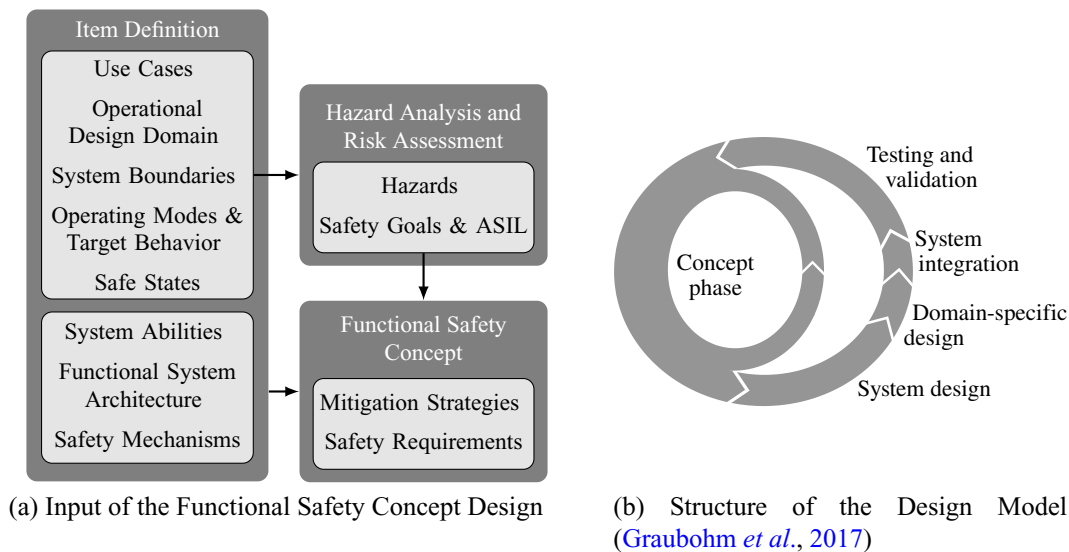 Item Definition
Use Cases
Operational
Design Domain
System Boundaries
Operating Modes &
Target Behavior
Safe States
System Abilities
Functional System
Architecture
Safety Mechanisms
Hazard Analysis and
Risk Assessment
Hazards
Safety Goals & ASIL
Functional Safety
Concept
Mitigation Strategies
Safety Requirements
(a) Input of the Functional Safety Concept Design
Concept
phase
Testing and
validation
System
integration
Domain-specific
design
System design
(b) Structure of the Design Model
(Graubohm et al., 2017)